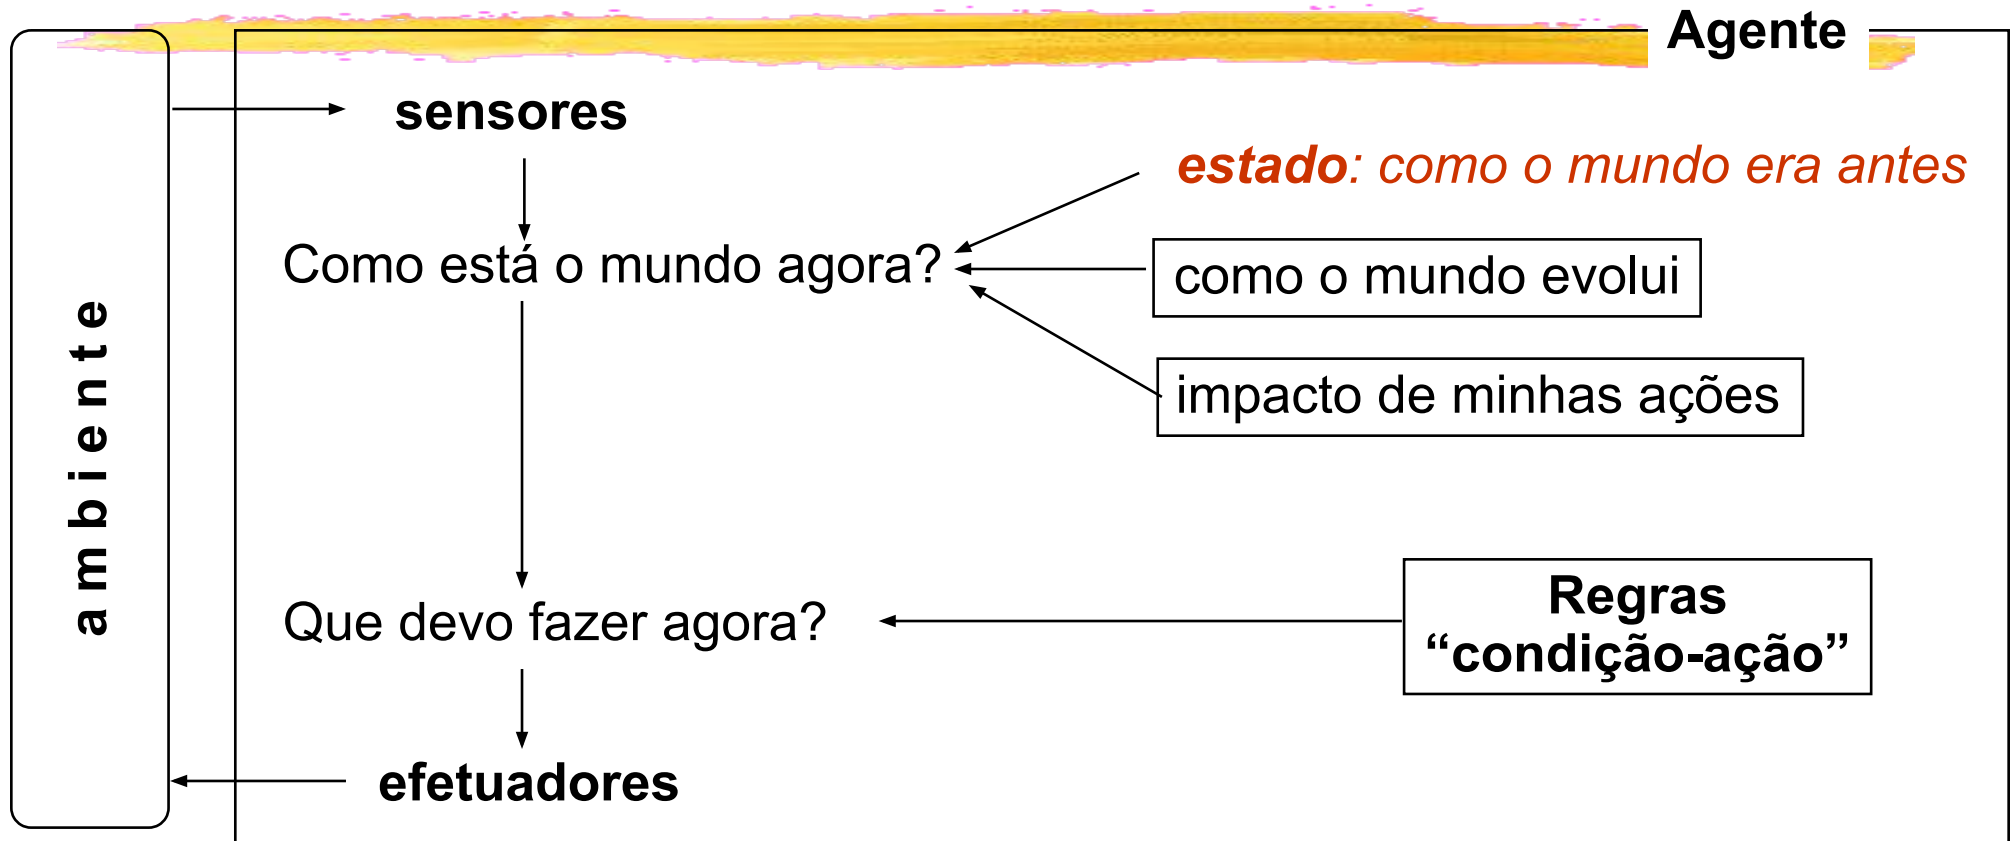 Agente
sensores
estado: como o mundo era antes
Como está o mundo agora?
como o mundo evolui
impacto de minhas ações
ambiente
Que devo fazer agora?
Regras
“condição-ação”
efetuadores